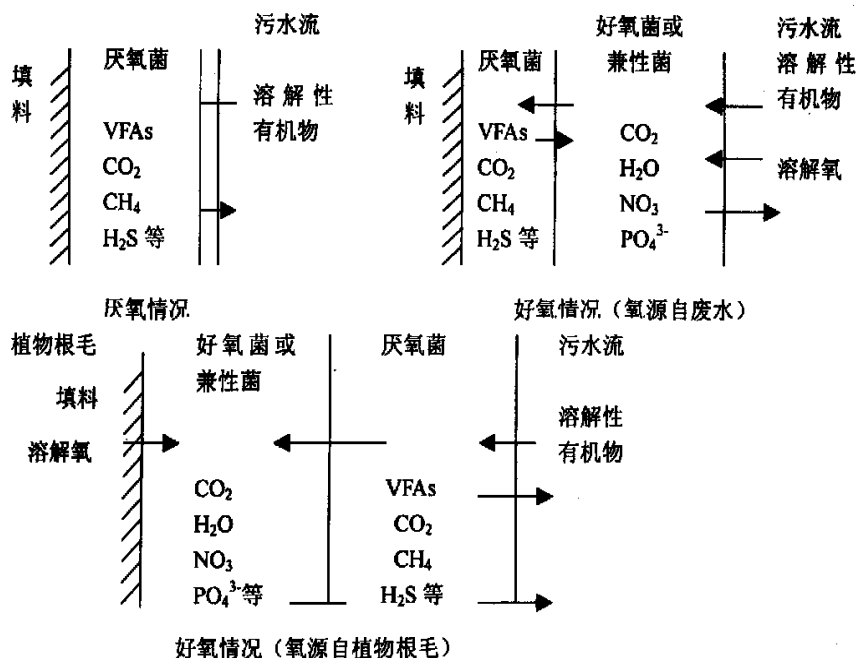 污水流
厌氧菌
填料
溶解性
有机物
VFAs
CO₂
CH₄
H₂S 等
厌氧情况
好氧菌或
兼性菌
污水流
溶解性
有机物
厌氧菌
填料
VFAs
CO₂
CH₄
H₂S 等
CO₂
H₂O
NO₃
PO₄³⁻
溶解氧
好氧情况（氧源自废水）
植物根毛
填料
溶解氧
好氧菌或
兼性菌
CO₂
H₂O
NO₃
PO₄³⁻等
厌氧菌
VFAs
CO₂
CH₄
H₂S 等
污水流
溶解性
有机物
好氧情况（氧源自植物根毛）